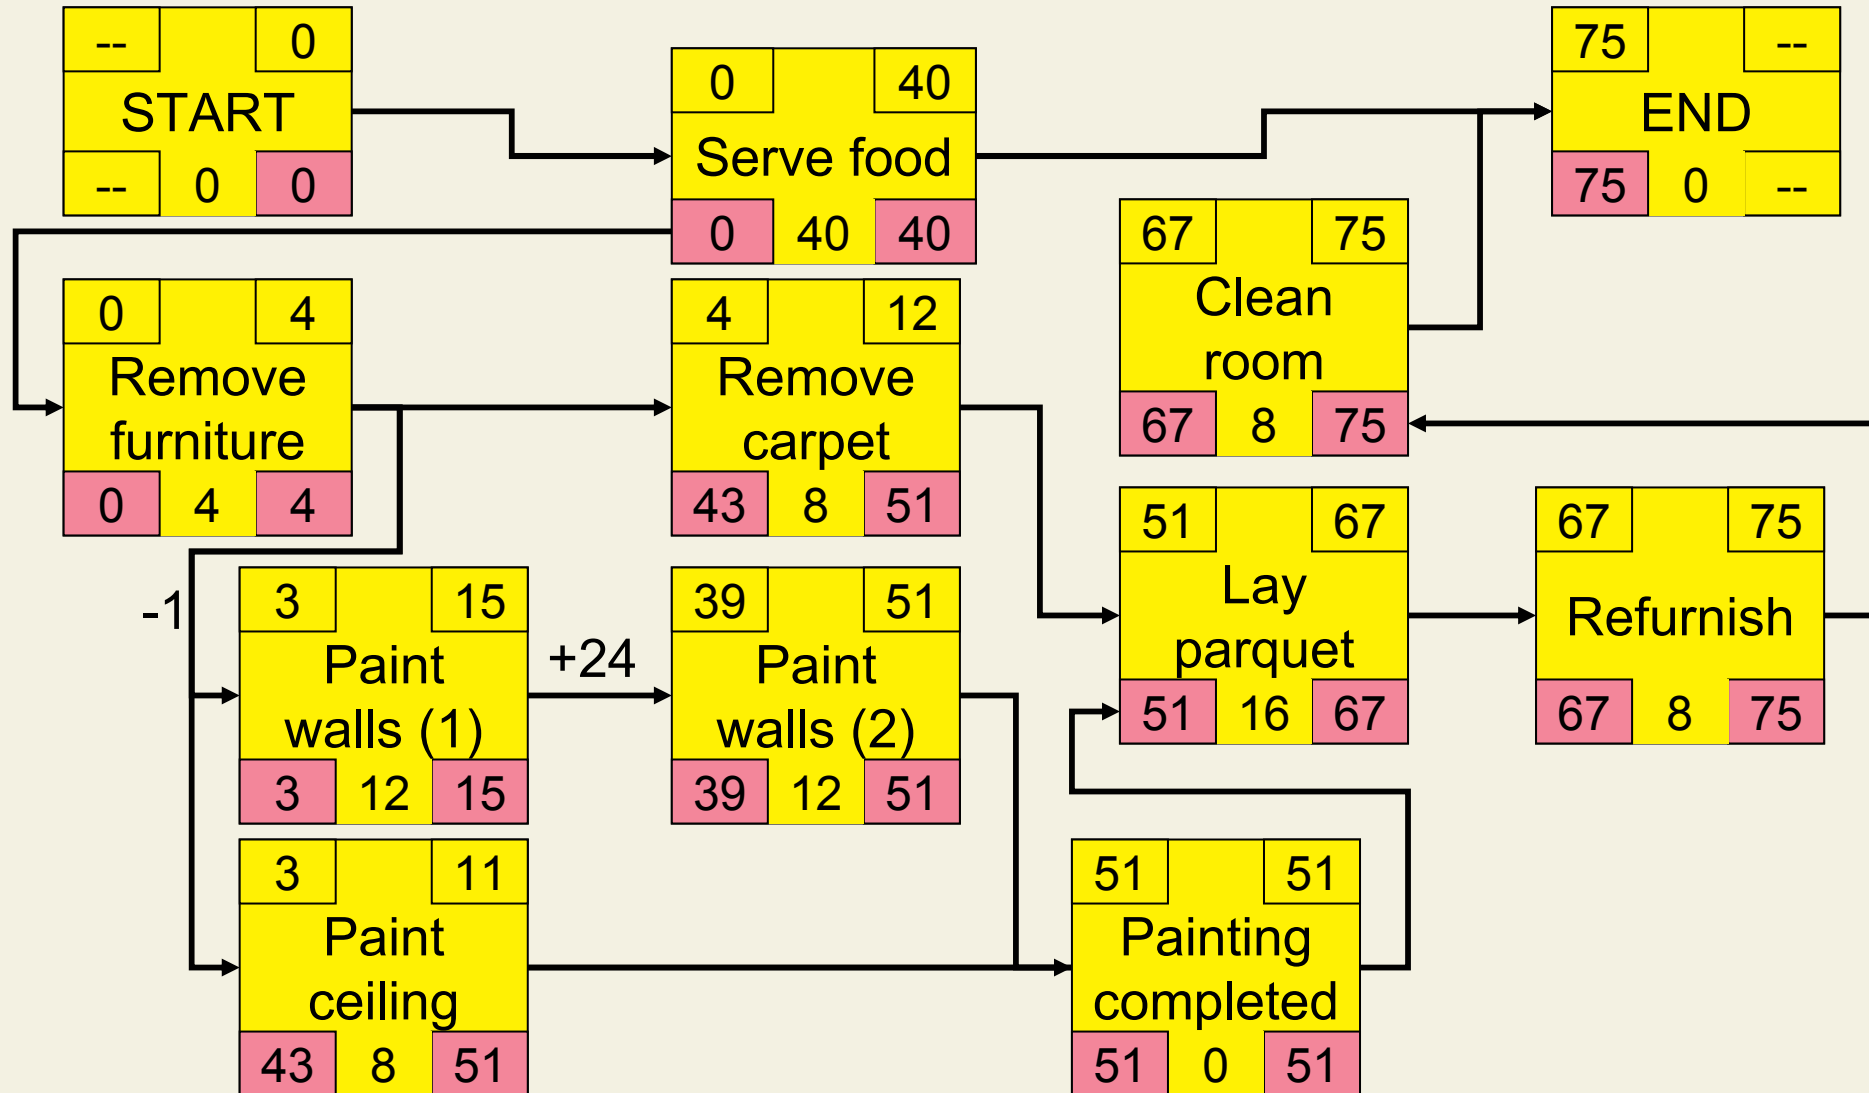 -- 0
START
-- 0 0
0 40
Serve food
0 40 40
75 --
END
75 0 --
67 75
Clean
room
67 8 75
0 4
Remove
furniture
0 4 4
4 12
Remove
carpet
43 8 51
51 67
Lay
parquet
51 16 67
67 75
Refurnish
67 8 75
-1
3 15
Paint
walls (1)
3 12 15
+24
39 51
Paint
walls (2)
39 12 51
3 11
Paint
ceiling
43 8 51
51 51
Painting
completed
51 0 51